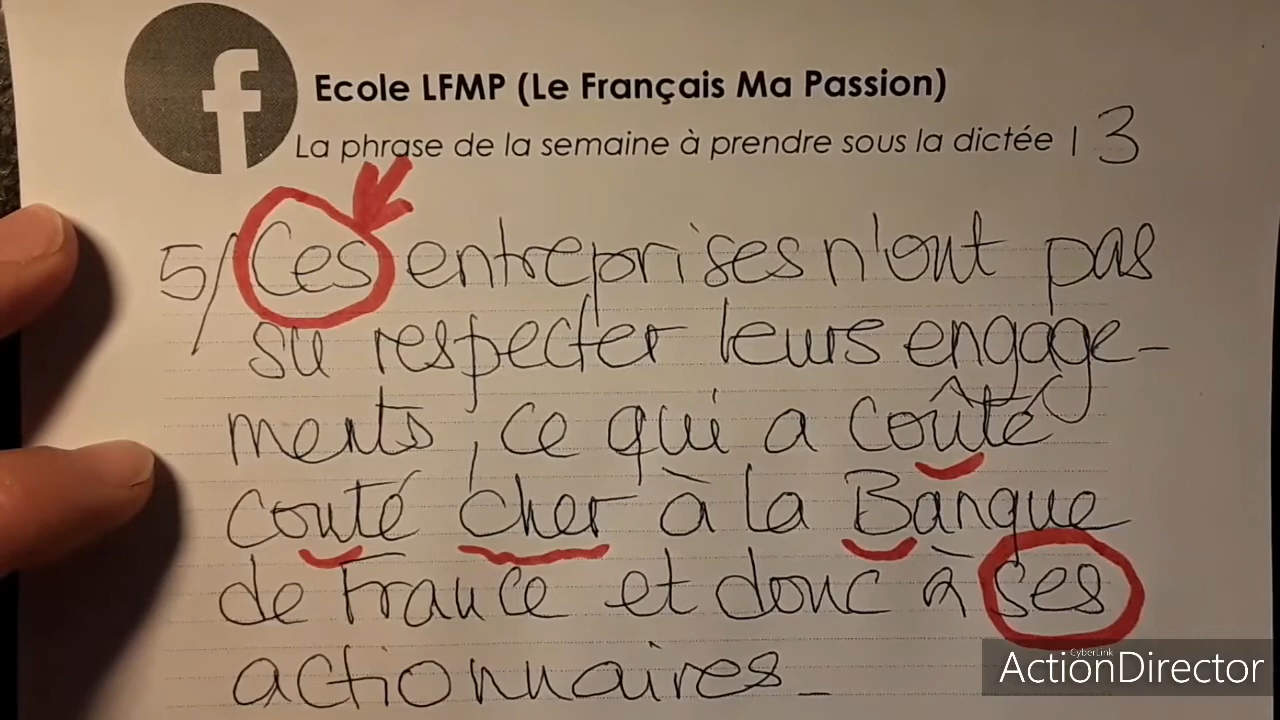 f
Ecole LFMP (Le Français Ma Passion)
La phrase de la semaine à prendre sous la dictée | 3
5/ Ces entreprises n'ont pas
su respecter leurs engage-
ments, ce qui a coûté
couté cher à la Banque
de France et donc à ses
actionnaires.
CyberLink
ActionDirector